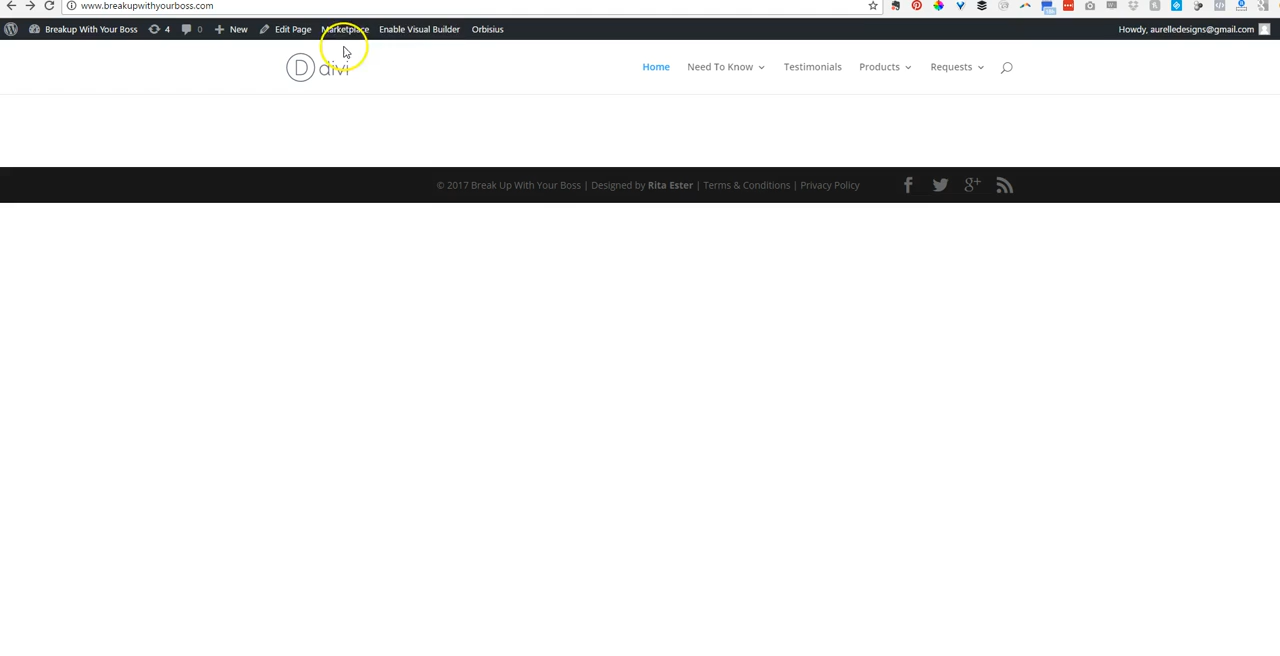 www.breakupwithyourboss.com
Breakup With Your Boss 4 0 New Edit Page Marketplace Enable Visual Builder Orbisius Howdy, aurelledesigns@gmail.com
D divi Home Need To Know Testimonials Products Requests
© 2017 Break Up With Your Boss | Designed by Rita Ester | Terms & Conditions | Privacy Policy